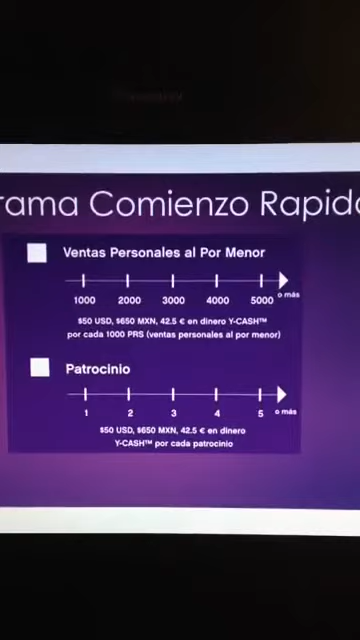 rama Comienzo Rapido
Ventas Personales al Por Menor
1000 2000 3000 4000 5000 o más
$50 USD, $650 MXN, 42.5 € en dinero Y-CASH™
por cada 1000 PRS (ventas personales al por menor)
Patrocinio
1 2 3 4 5 o más
$50 USD, $650 MXN, 42.5 € en dinero
Y-CASH™ por cada patrocinio